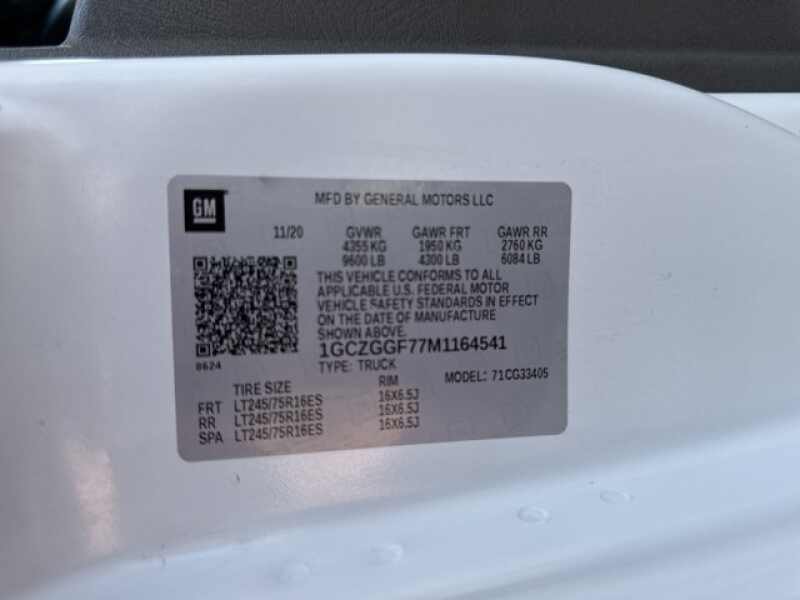 GM
MFD BY GENERAL MOTORS LLC
11/20 GVWR GAWR FRT GAWR RR
4355 KG 1950 KG 2760 KG
9600 LB 4300 LB 6084 LB
THIS VEHICLE CONFORMS TO ALL
APPLICABLE U.S. FEDERAL MOTOR
VEHICLE SAFETY STANDARDS IN EFFECT
ON THE DATE OF MANUFACTURE
SHOWN ABOVE.
1GCZGGF77M1164541
8624
TYPE: TRUCK MODEL: 71CG33405
TIRE SIZE RIM
FRT LT245/75R16ES 16X6.5J
RR LT245/75R16ES 16X6.5J
SPA LT245/75R16ES 16X6.5J